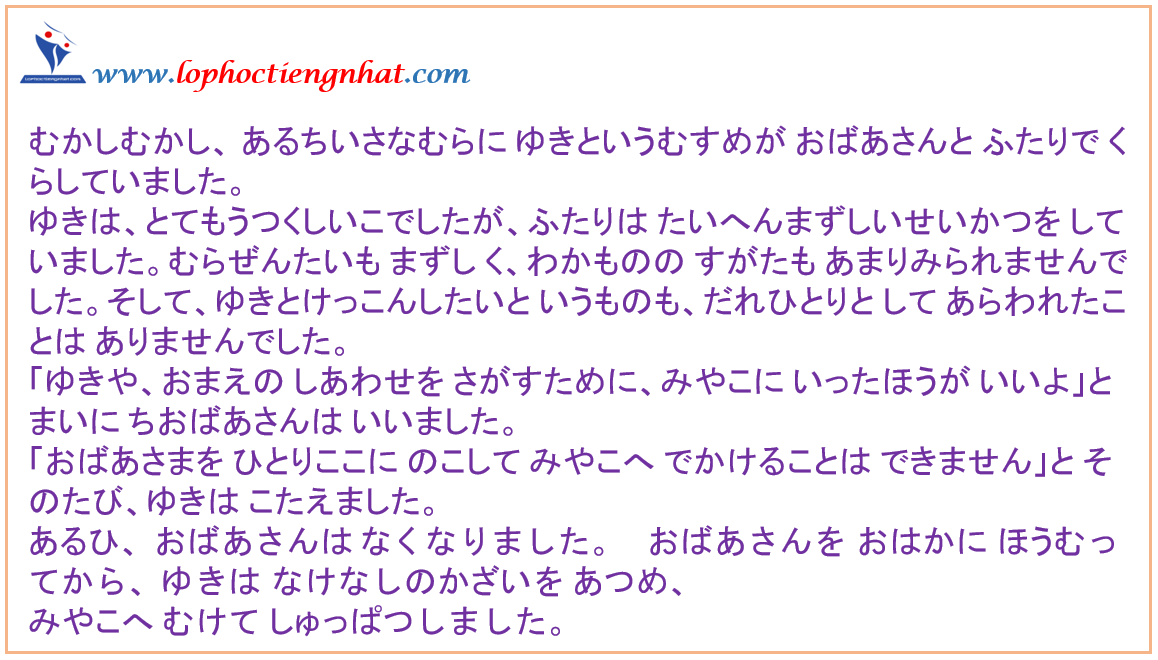 www.lophoctiengnhat.com
むかしむかし、あるちいさなむらに ゆきというむすめが おばあさんと ふたりで く
らしていました。
ゆきは、とてもうつくしいこでしたが、ふたりは たいへんまずしいせいかつを して
いました。むらぜんたいも まずしく、わかものの すがたも あまりみられませんで
した。そして、ゆきとけっこんしたいと いうものも、だれひとりと して あらわれたこ
とは ありませんでした。
「ゆきや、おまえの しあわせを さがすために、みやこに いったほうが いいよ」と
まいに ちおばあさんは いいました。
「おばあさまを ひとりここに のこして みやこへ でかけることは できません」と そ
のたび、ゆきは こたえました。
あるひ、おばあさんは なくなりました。 おばあさんを おはかに ほうむっ
てから、ゆきは なけなしのかざいを あつめ、
みやこへ むけて しゅっぱつしました。